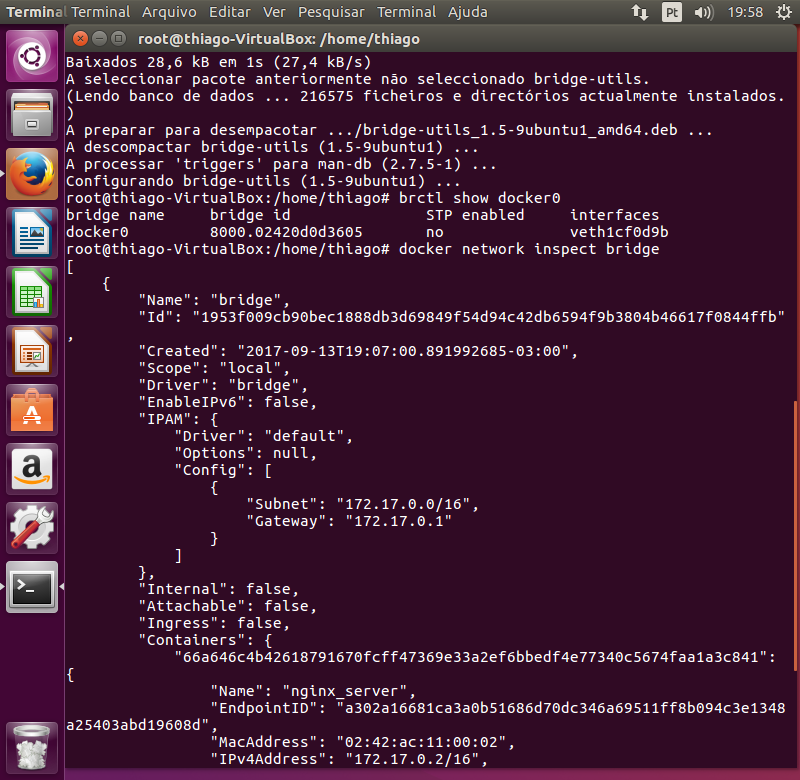 Terminal Terminal Arquivo Editar Ver Pesquisar Terminal Ajuda Pt 19:58
root@thiago-VirtualBox: /home/thiago
Baixados 28,6 kB em 1s (27,4 kB/s)
A seleccionar pacote anteriormente não seleccionado bridge-utils.
(Lendo banco de dados ... 216575 ficheiros e directórios actualmente instalados.
)
A preparar para desempacotar .../bridge-utils_1.5-9ubuntu1_amd64.deb ...
A descompactar bridge-utils (1.5-9ubuntu1) ...
A processar 'triggers' para man-db (2.7.5-1) ...
Configurando bridge-utils (1.5-9ubuntu1) ...
root@thiago-VirtualBox:/home/thiago# brctl show docker0
bridge name     bridge id               STP enabled     interfaces
docker0         8000.02420d0d3605       no              veth1cf0d9b
root@thiago-VirtualBox:/home/thiago# docker network inspect bridge
[
    {
        "Name": "bridge",
        "Id": "1953f009cb90bec1888db3d69849f54d94c42db6594f9b3804b46617f0844ffb"
,
        "Created": "2017-09-13T19:07:00.891992685-03:00",
        "Scope": "local",
        "Driver": "bridge",
        "EnableIPv6": false,
        "IPAM": {
            "Driver": "default",
            "Options": null,
            "Config": [
                {
                    "Subnet": "172.17.0.0/16",
                    "Gateway": "172.17.0.1"
                }
            ]
        },
        "Internal": false,
        "Attachable": false,
        "Ingress": false,
        "Containers": {
            "66a646c4b42618791670fcff47369e33a2ef6bbedf4e77340c5674faa1a3c841":
{
                "Name": "nginx_server",
                "EndpointID": "a302a16681ca3a0b51686d70dc346a69511ff8b094c3e1348
a25403abd19608d",
                "MacAddress": "02:42:ac:11:00:02",
                "IPv4Address": "172.17.0.2/16",